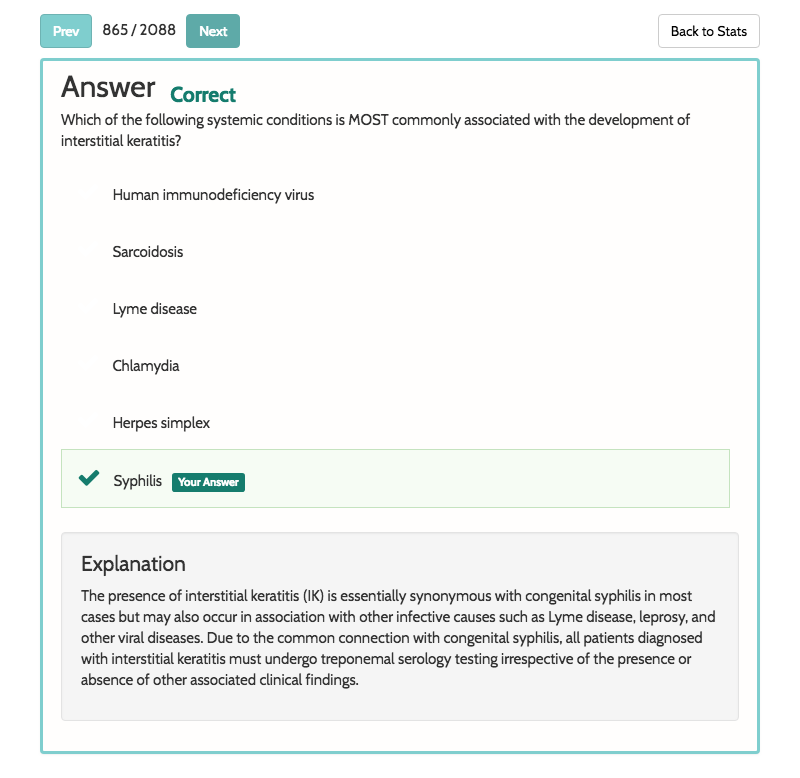 Prev 865 / 2088 Next Back to Stats
Answer Correct
Which of the following systemic conditions is MOST commonly associated with the development of
interstitial keratitis?
Human immunodeficiency virus
Sarcoidosis
Lyme disease
Chlamydia
Herpes simplex
Syphilis Your Answer
Explanation
The presence of interstitial keratitis (IK) is essentially synonymous with congenital syphilis in most
cases but may also occur in association with other infective causes such as Lyme disease, leprosy, and
other viral diseases. Due to the common connection with congenital syphilis, all patients diagnosed
with interstitial keratitis must undergo treponemal serology testing irrespective of the presence or
absence of other associated clinical findings.